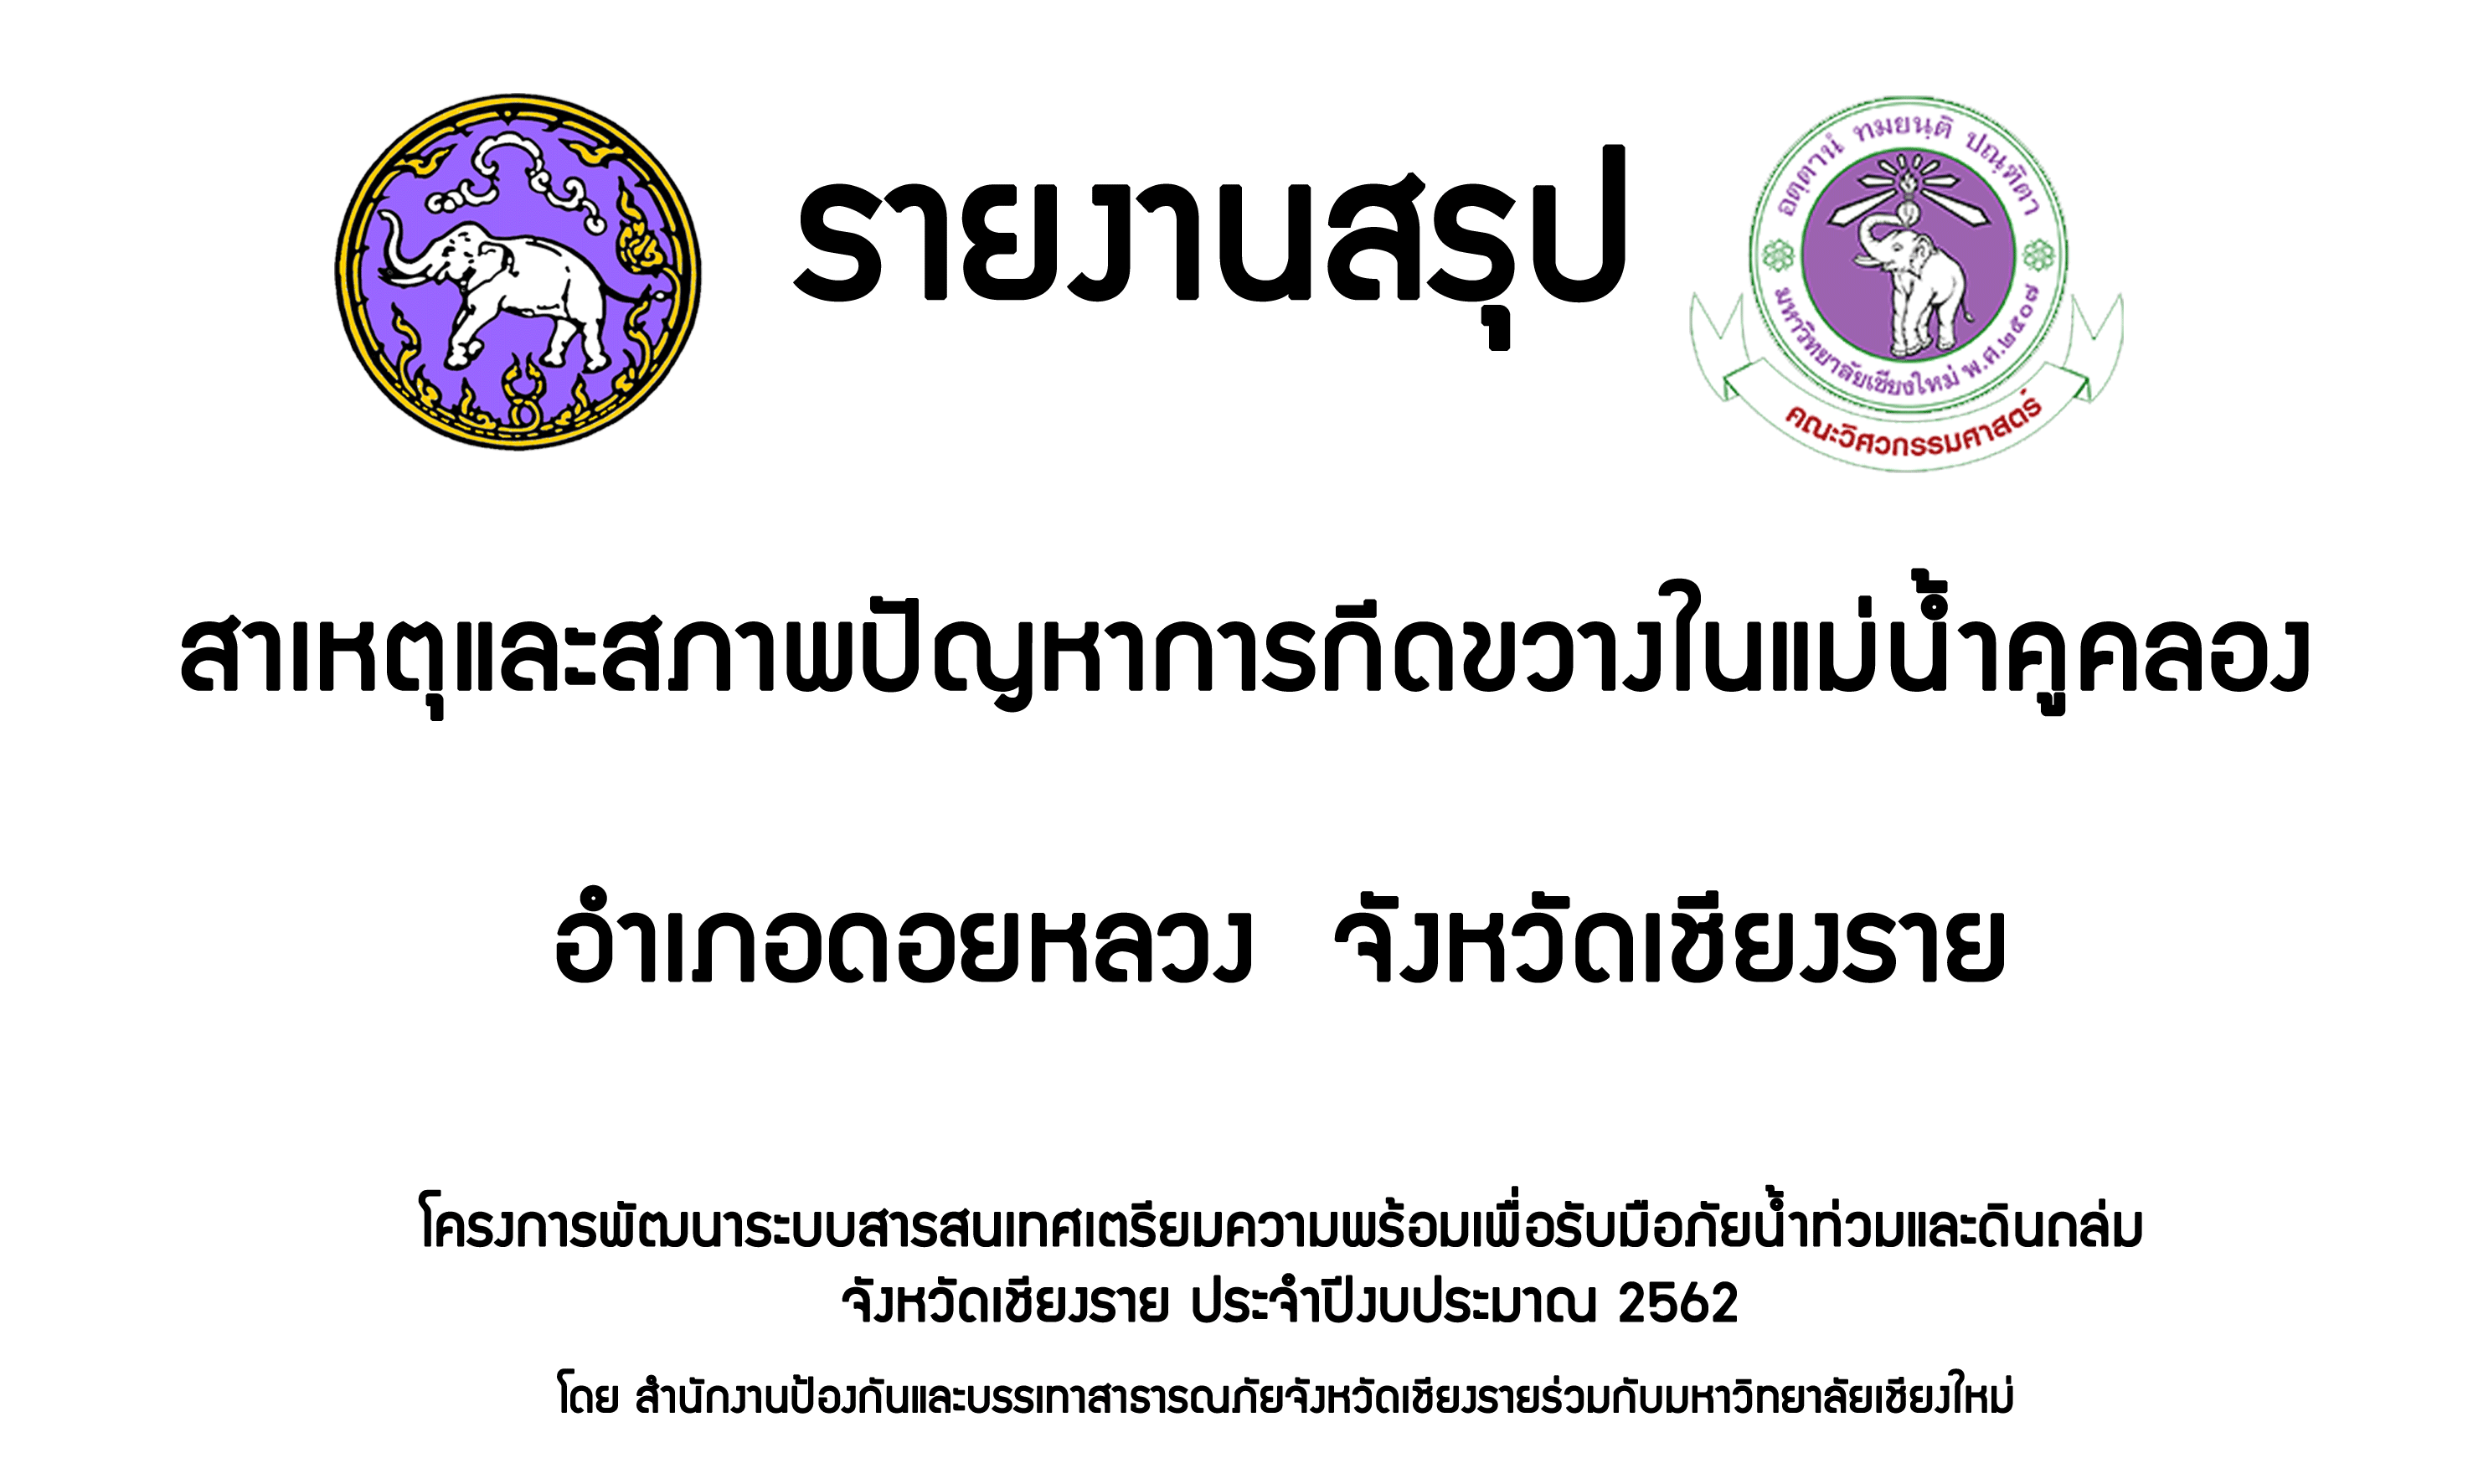 รายงานสรุป
อตฺตานํ ทมยนฺติ ปณฺฑิตา
มหาวิทยาลัยเชียงใหม่ พ.ศ.๒๕๐๗
คณะวิศวกรรมศาสตร์
สาเหตุและสภาพปัญหาการกีดขวางในแม่น้ำคูคลอง
อำเภอดอยหลวง จังหวัดเชียงราย
โครงการพัฒนาระบบสารสนเทศเตรียมความพร้อมเพื่อรับมือภัยน้ำท่วมและดินถล่ม
จังหวัดเชียงราย ประจำปีงบประมาณ 2562
โดย สำนักงานป้องกันและบรรเทาสาธารณภัยจังหวัดเชียงรายร่วมกับมหาวิทยาลัยเชียงใหม่